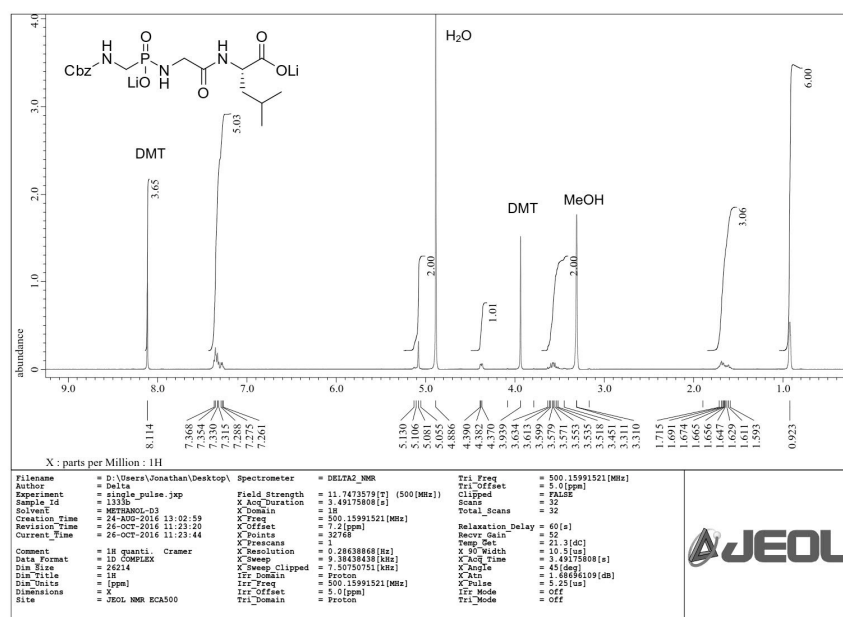 4.0
3.0
2.0
1.0
0
abundance
H
N
Cbz
O
P
LiO
N
H
O
H
N
O
OLi
DMT
3.65
5.03
2.00
H₂O
1.01
DMT
2.00
MeOH
3.06
6.00
9.0 8.0 7.0 6.0 5.0 4.0 3.0 2.0 1.0
8.114
7.368
7.354
7.330
7.315
7.288
7.275
7.261
5.130
5.106
5.081
5.055
4.886
4.390
4.382
4.370
3.939
3.634
3.613
3.599
3.579
3.571
3.553
3.535
3.518
3.451
3.311
3.310
1.715
1.691
1.674
1.665
1.656
1.647
1.629
1.611
1.593
0.923
X : parts per Million : 1H
Filename = D:\Users\Jonathan\Desktop\
Author = Delta
Experiment = single_pulse.jxp
Sample_Id = 1333b
Solvent = METHANOL-D3
Creation_Time = 24-AUG-2016 13:02:59
Revision_Time = 26-OCT-2016 11:23:20
Current_Time = 26-OCT-2016 11:23:44
Comment = 1H quanti. Cramer
Data_Format = 1D COMPLEX
Dim_Size = 26214
Dim_Title = 1H
Dim_Units = [ppm]
Dimensions = X
Site = JEOL NMR ECA500
Spectrometer = DELTA2_NMR
Field_Strength = 11.7473579[T] (500[MHz])
X_Acq_Duration = 3.49175808[s]
X_Domain = 1H
X_Freq = 500.15991521[MHz]
X_Offset = 7.2[ppm]
X_Points = 32768
X_Prescans = 1
X_Resolution = 0.28638868[Hz]
X_Sweep = 9.38438438[kHz]
X_Sweep_Clipped = 7.50750751[kHz]
Irr_Domain = Proton
Irr_Freq = 500.15991521[MHz]
Irr_Offset = 5.0[ppm]
Tri_Domain = Proton
Tri_Freq = 500.15991521[MHz]
Tri_Offset = 5.0[ppm]
Clipped = FALSE
Scans = 32
Total_Scans = 32
Relaxation_Delay = 60[s]
Recvr_Gain = 52
Temp_Get = 21.3[dC]
X_90_Width = 10.5[us]
X_Acq_Time = 3.49175808[s]
X_Angle = 45[deg]
X_Atn = 1.68696109[dB]
X_Pulse = 5.25[us]
Irr_Mode = Off
Tri_Mode = Off
JEOL